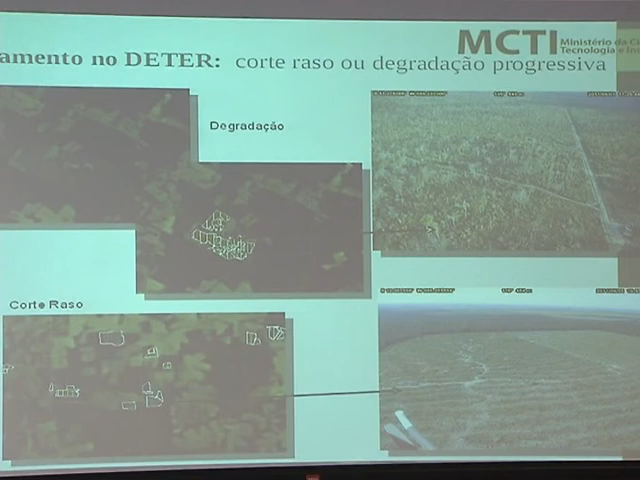 MCTI Ministério da Ci
Tecnologia e In
amento no DETER: corte raso ou degradação progressiva
Degradação
Corte Raso